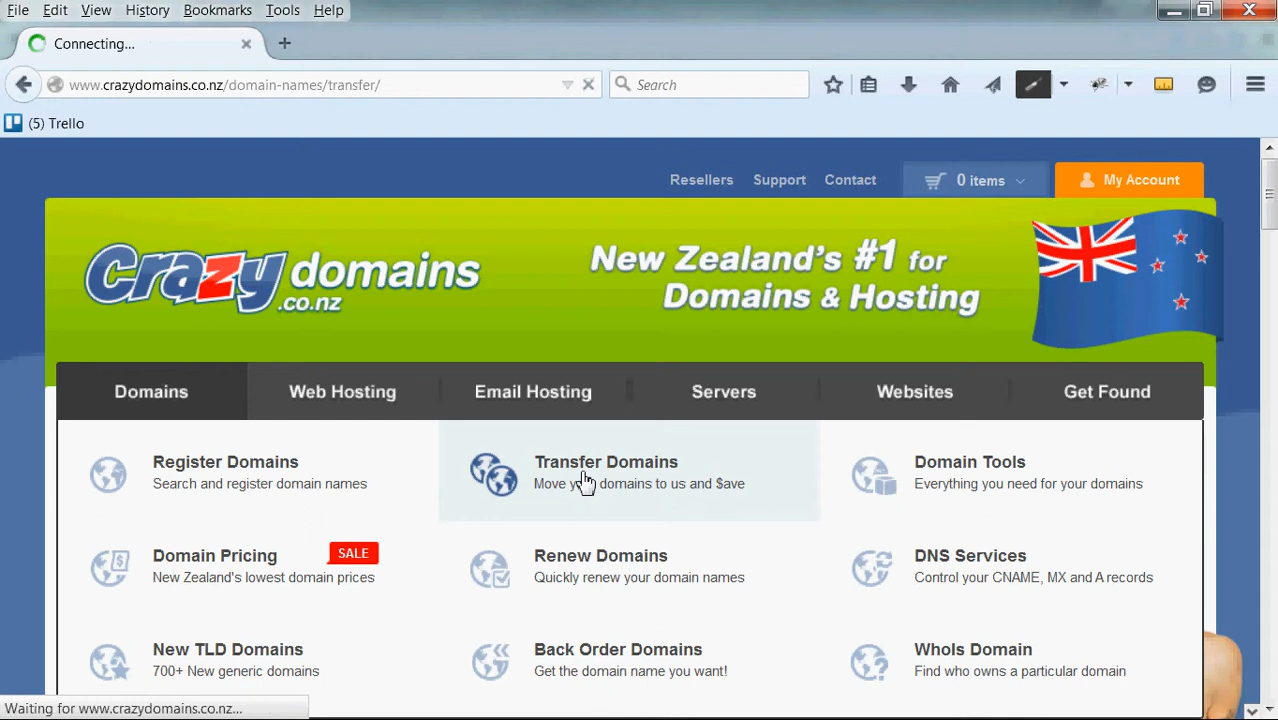 File Edit View History Bookmarks Tools Help
Connecting...
www.crazydomains.co.nz/domain-names/transfer/
Search
(5) Trello
Resellers Support Contact 0 items My Account
Crazy domains .co.nz
New Zealand's #1 for
Domains & Hosting
Domains Web Hosting Email Hosting Servers Websites Get Found
Register Domains
Search and register domain names
Transfer Domains
Move you domains to us and $ave
Domain Tools
Everything you need for your domains
Domain Pricing SALE
New Zealand's lowest domain prices
Renew Domains
Quickly renew your domain names
DNS Services
Control your CNAME, MX and A records
New TLD Domains
700+ New generic domains
Back Order Domains
Get the domain name you want!
WhoIs Domain
Find who owns a particular domain
Waiting for www.crazydomains.co.nz...